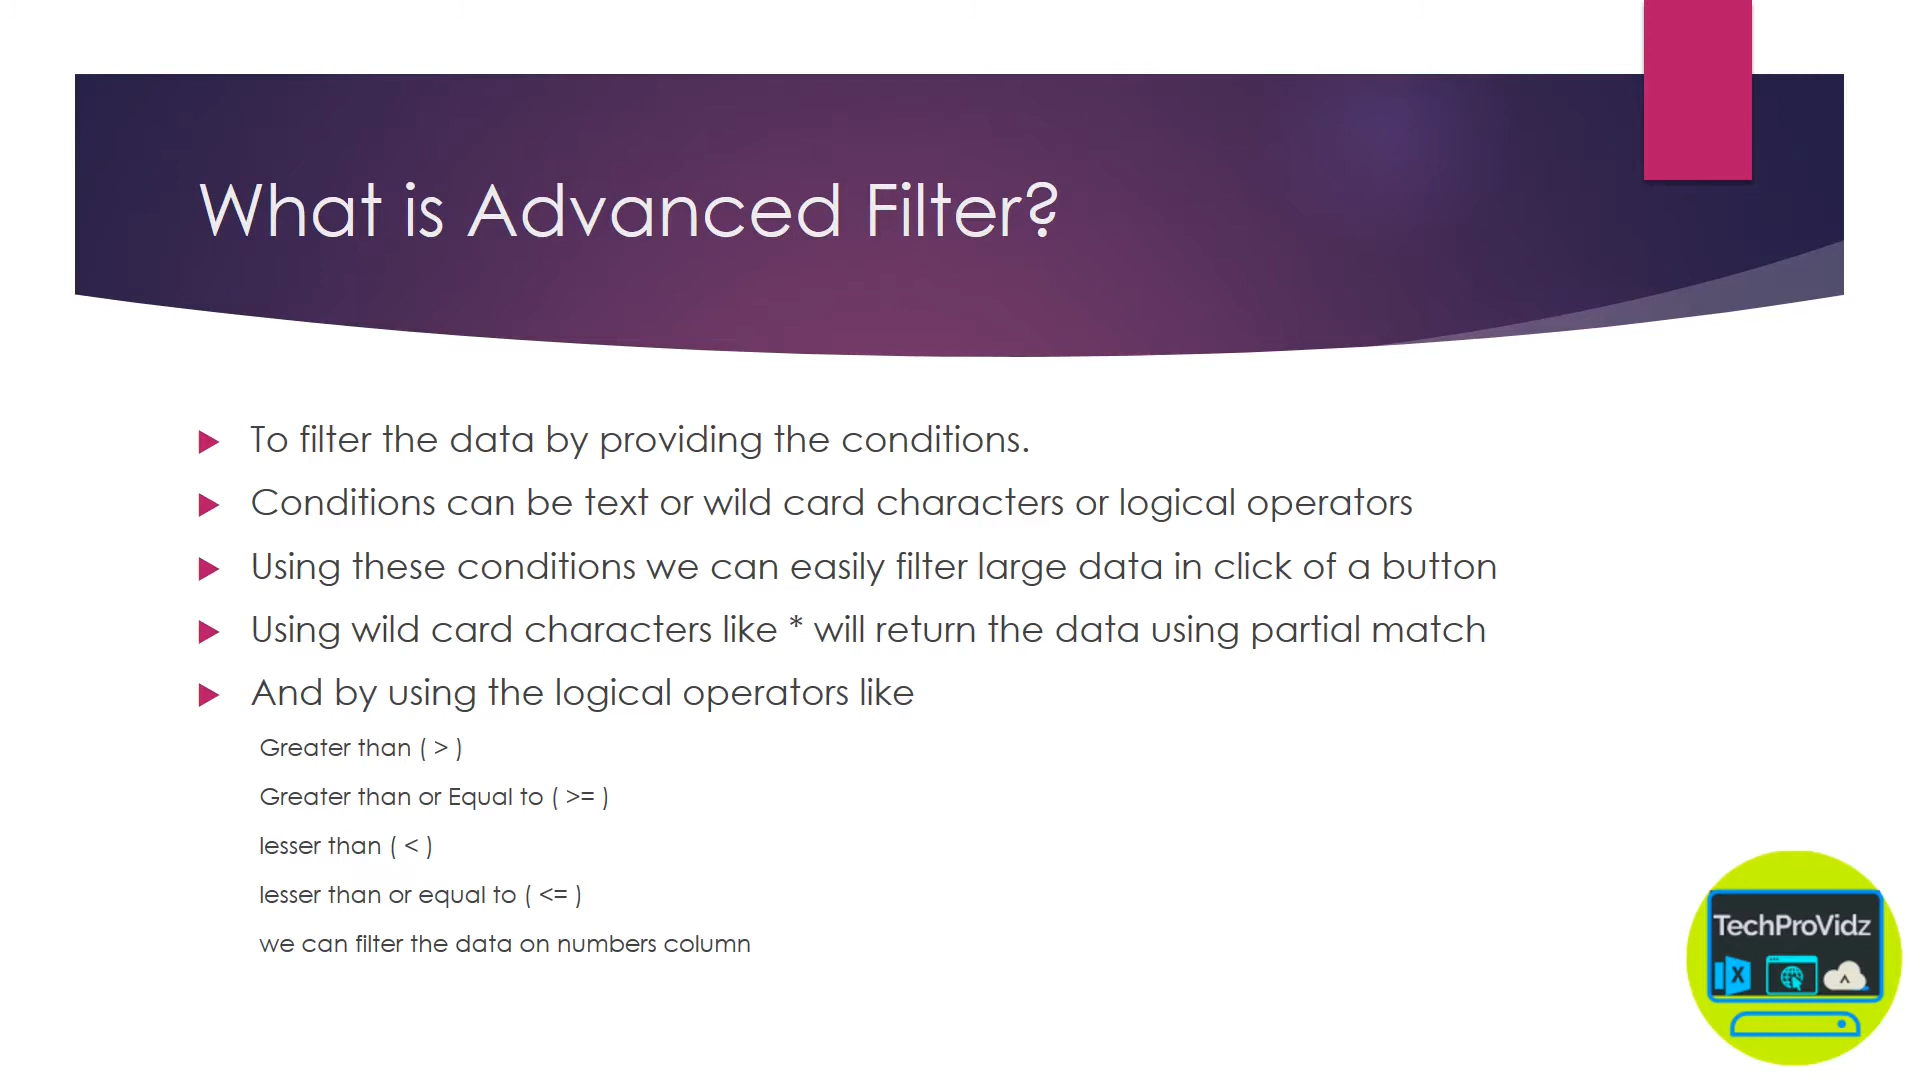 What is Advanced Filter?
To filter the data by providing the conditions.
Conditions can be text or wild card characters or logical operators
Using these conditions we can easily filter large data in click of a button
Using wild card characters like * will return the data using partial match
And by using the logical operators like
Greater than ( > )
Greater than or Equal to ( >= )
lesser than ( < )
lesser than or equal to ( <= )
we can filter the data on numbers column
TechProVidz
X